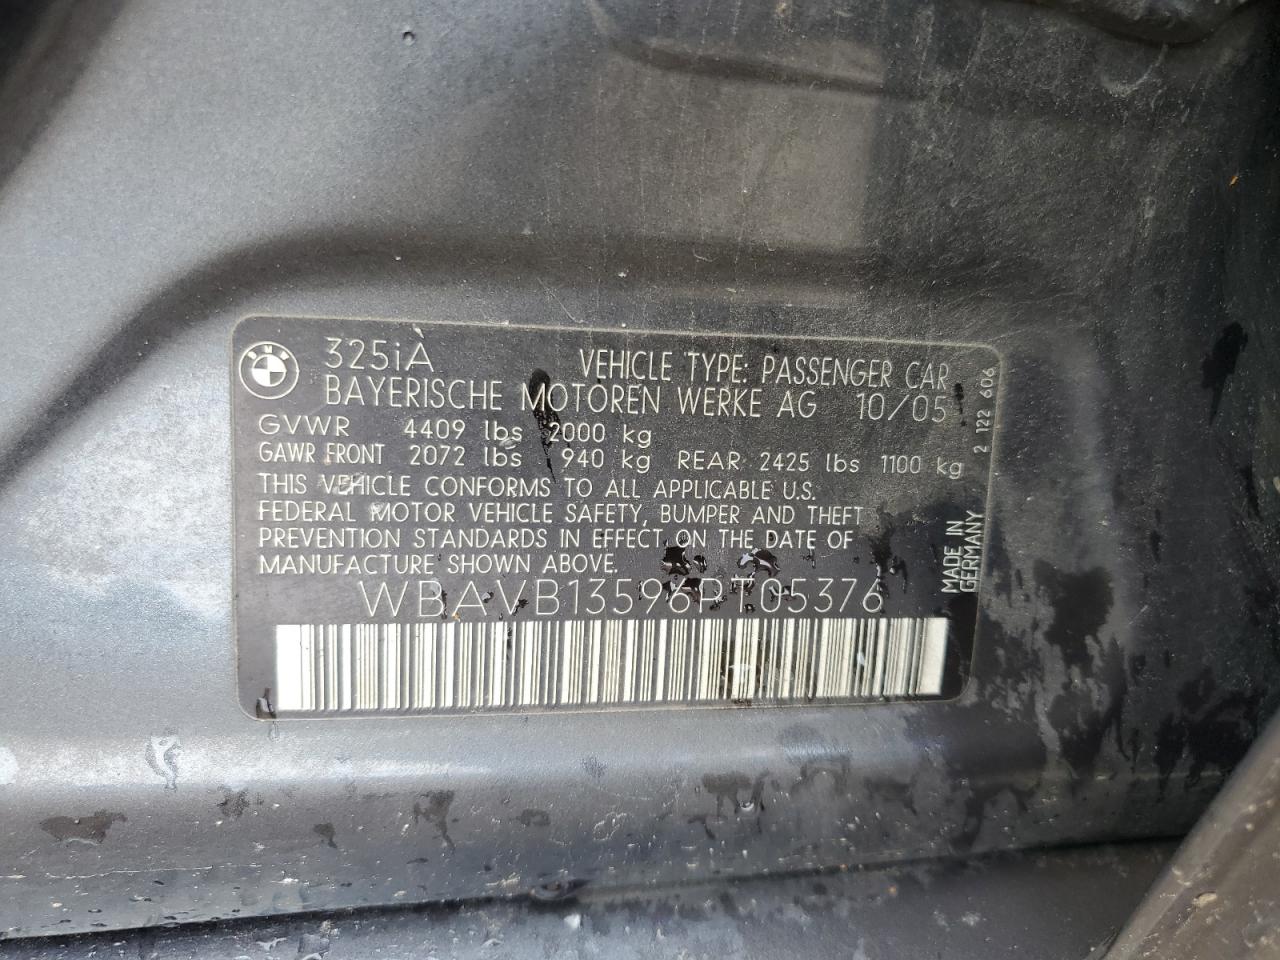 BMW
325iA VEHICLE TYPE: PASSENGER CAR
BAYERISCHE MOTOREN WERKE AG 10/05
GVWR 4409 lbs 2000 kg
GAWR FRONT 2072 lbs 940 kg REAR 2425 lbs 1100 kg
THIS VEHICLE CONFORMS TO ALL APPLICABLE U.S.
FEDERAL MOTOR VEHICLE SAFETY, BUMPER AND THEFT
PREVENTION STANDARDS IN EFFECT ON THE DATE OF
MANUFACTURE SHOWN ABOVE.
WBAVB13596PT05376
MADE IN
GERMANY
2 122 606